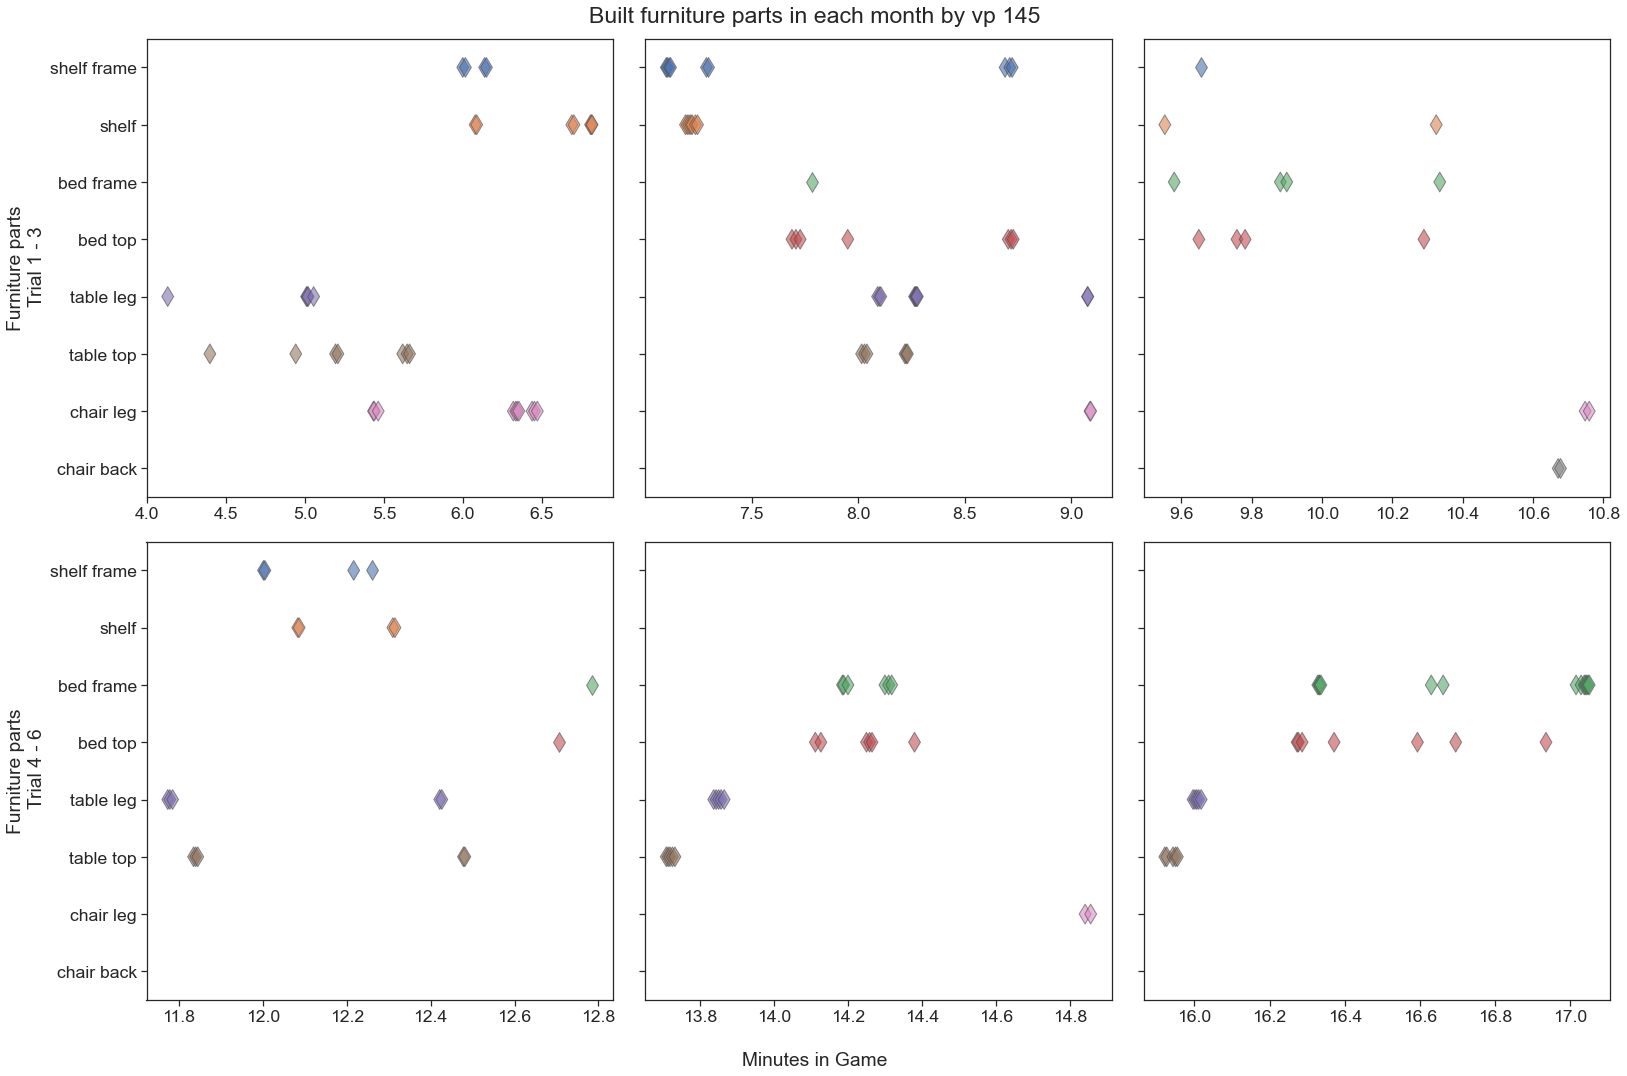 Built furniture parts in each month by vp 145
Furniture parts
Trial 1 - 3
shelf frame
shelf
bed frame
bed top
table leg
table top
chair leg
chair back
4.0 4.5 5.0 5.5 6.0 6.5
7.5 8.0 8.5 9.0
9.6 9.8 10.0 10.2 10.4 10.6 10.8
Furniture parts
Trial 4 - 6
shelf frame
shelf
bed frame
bed top
table leg
table top
chair leg
chair back
11.8 12.0 12.2 12.4 12.6 12.8
13.8 14.0 14.2 14.4 14.6 14.8
16.0 16.2 16.4 16.6 16.8 17.0
Minutes in Game